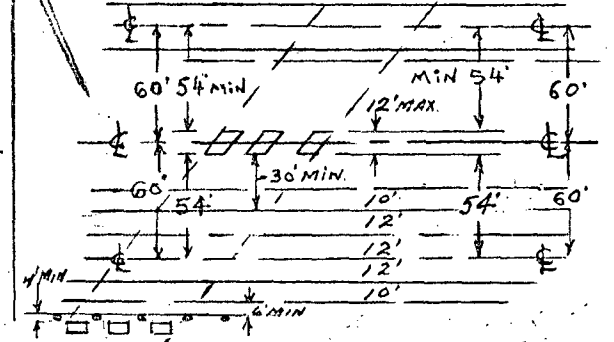 ℄ ℄
60' 54' MIN MIN 54' 60'
12' MAX.
℄ ℄
30' MIN.
60' 54' 10' 54' 60'
12'
12'
℄ ℄
12'
4' MIN 10'
6' MIN